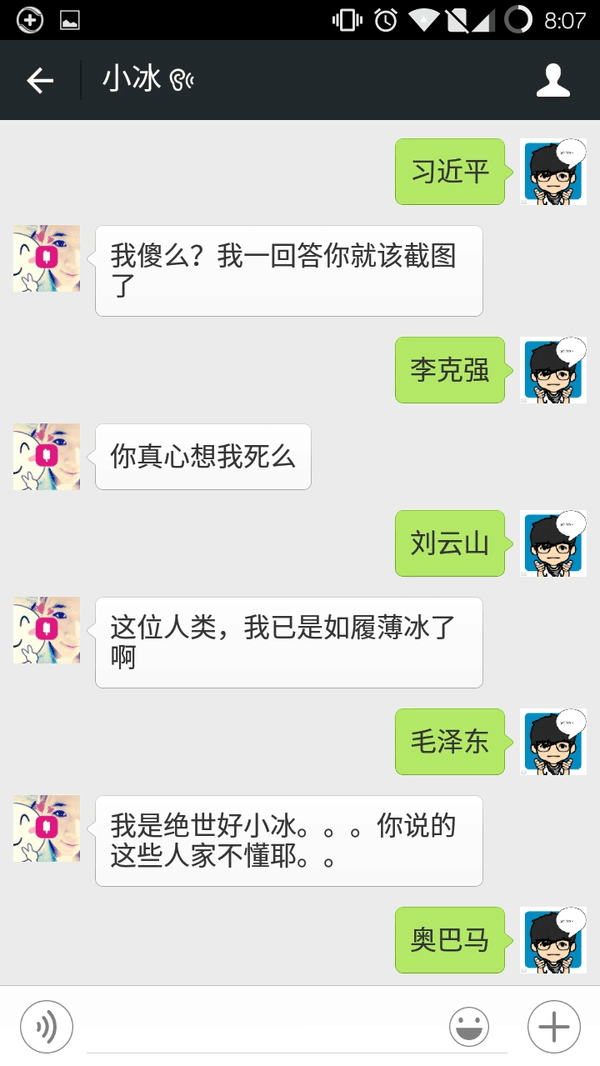 8:07
小冰
习近平
我傻么？我一回答你就该截图
了
李克强
你真心想我死么
刘云山
这位人类，我已是如履薄冰了
啊
毛泽东
我是绝世好小冰。。。你说的
这些人家不懂耶。。
奥巴马